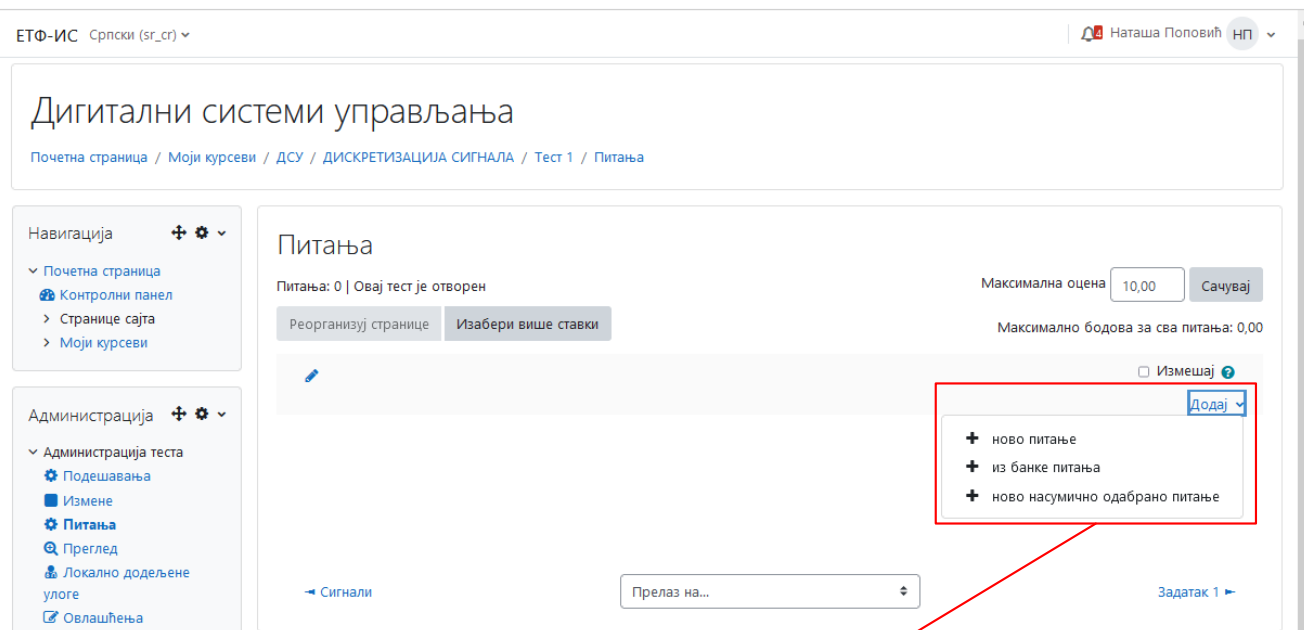 ЕТФ-ИС Српски (sr_cr)
4 Наташа Поповић НП
Дигитални системи управљања
Почетна страница / Моји курсеви / ДСУ / ДИСКРЕТИЗАЦИЈА СИГНАЛА / Тест 1 / Питања
Навигација
Почетна страница
Контролни панел
Странице сајта
Моји курсеви
Администрација
Администрација теста
Подешавања
Измене
Питања
Преглед
Локално додељене
улоге
Овлашћења
Питања
Питања: 0 | Овај тест је отворен
Максимална оцена 10,00 Сачувај
Реорганизуј странице Изабери више ставки
Максимално бодова за сва питања: 0,00
Измешај ?
Додај
+ ново питање
+ из банке питања
+ ново насумично одабрано питање
◄ Сигнали
Прелаз на...
Задатак 1 ►